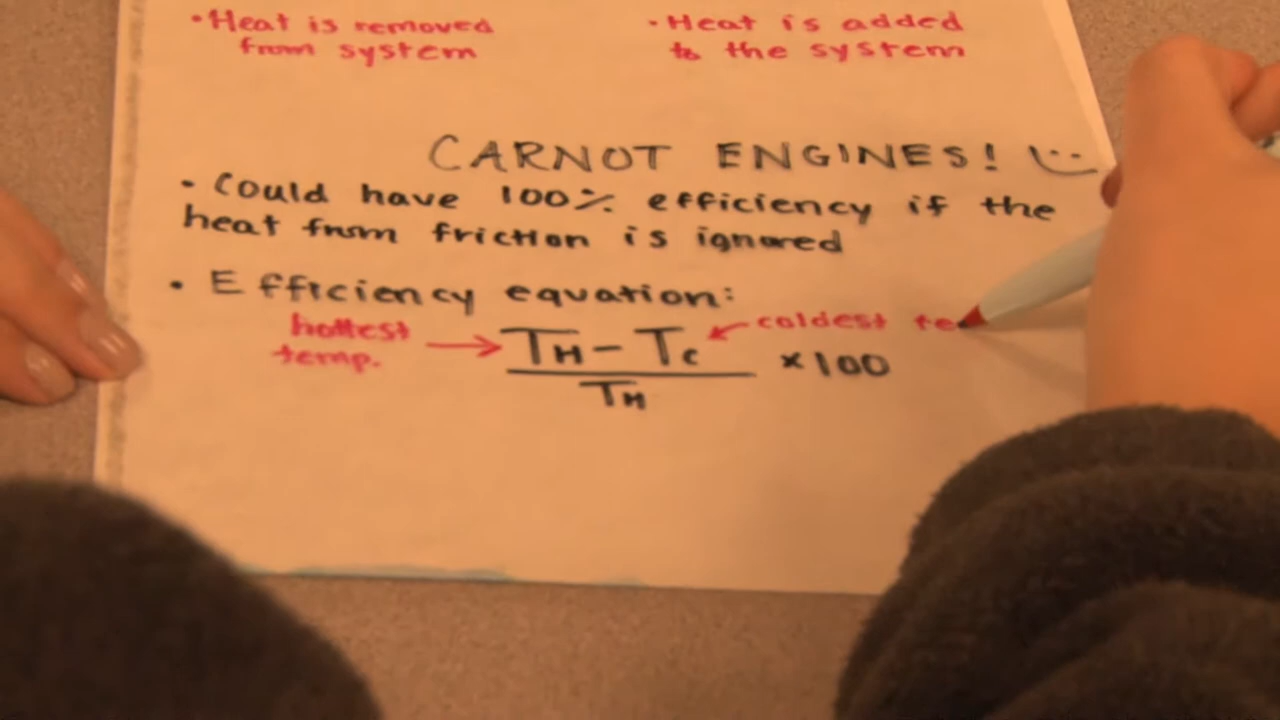 • Heat is removed
from system
• Heat is added
to the system
CARNOT ENGINES!
• Could have 100% efficiency if the
heat from friction is ignored
• Efficiency equation:
hottest
temp.
TH - TC
TH
x 100
coldest te